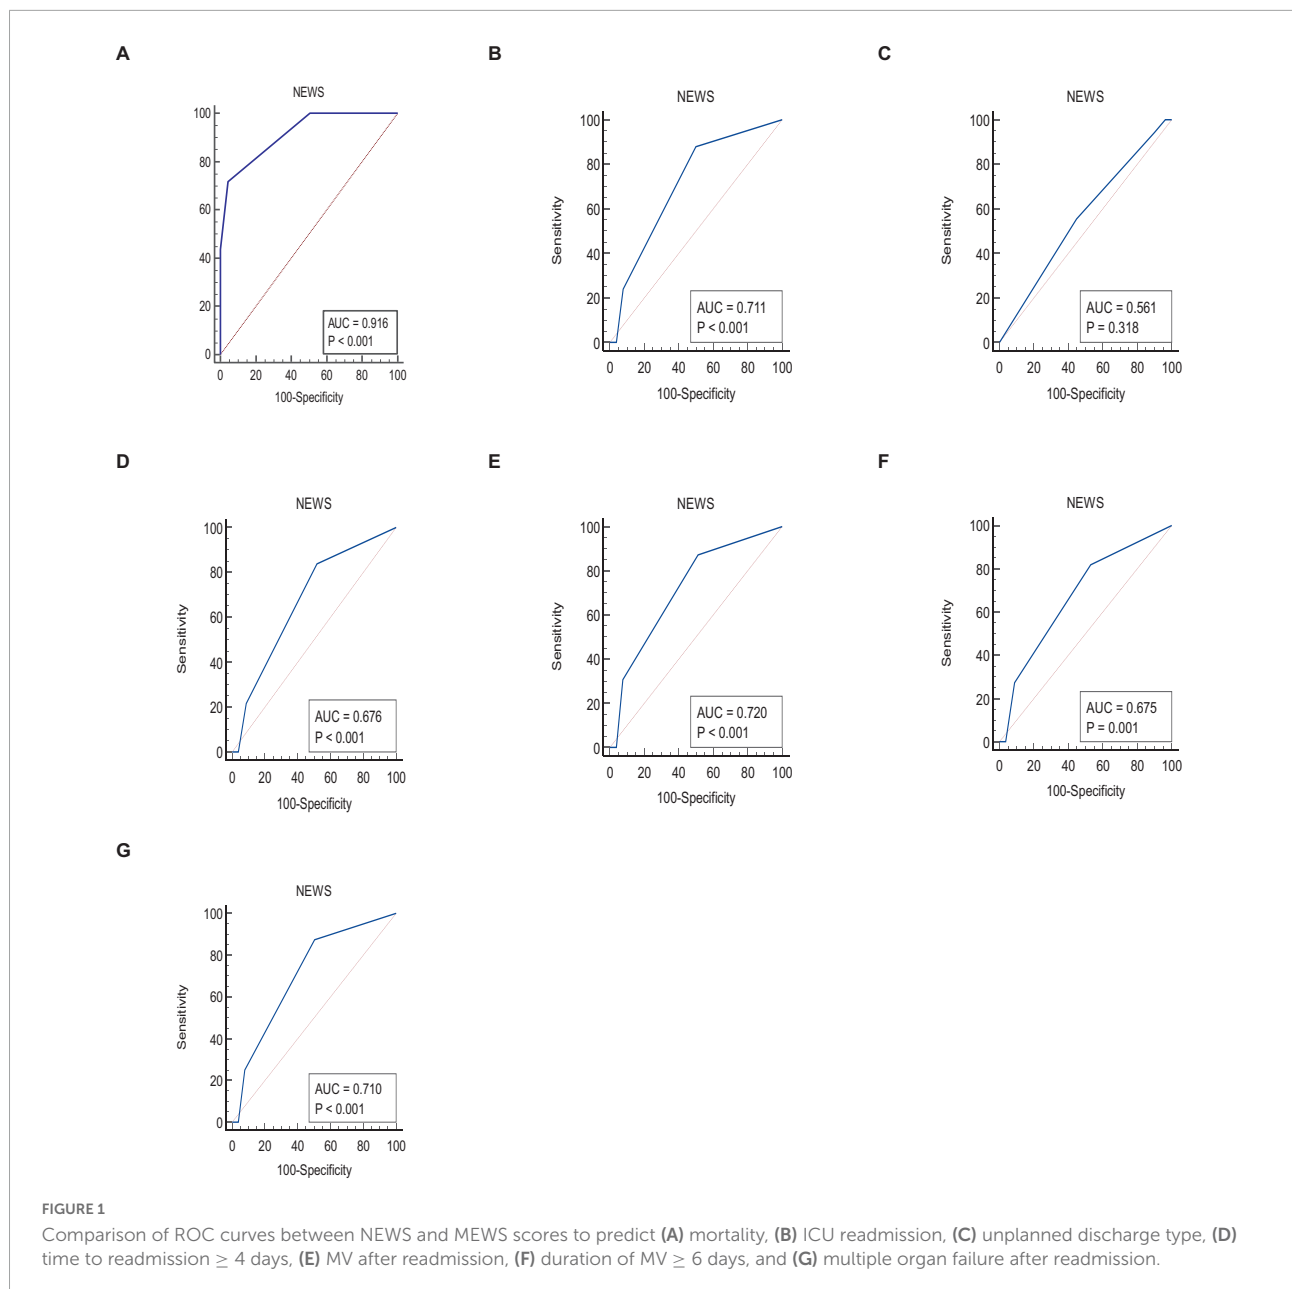 A
NEWS
100
80
60
40
20
0
0 20 40 60 80 100
100-Specificity
AUC = 0.916
P < 0.001
B
NEWS
Sensitivity
100
80
60
40
20
0
0 20 40 60 80 100
100-Specificity
AUC = 0.711
P < 0.001
C
NEWS
Sensitivity
100
80
60
40
20
0
0 20 40 60 80 100
100-Specificity
AUC = 0.561
P = 0.318
D
NEWS
Sensitivity
100
80
60
40
20
0
0 20 40 60 80 100
100-Specificity
AUC = 0.676
P < 0.001
E
NEWS
Sensitivity
100
80
60
40
20
0
0 20 40 60 80 100
100-Specificity
AUC = 0.720
P < 0.001
F
NEWS
Sensitivity
100
80
60
40
20
0
0 20 40 60 80 100
100-Specificity
AUC = 0.675
P = 0.001
G
NEWS
Sensitivity
100
80
60
40
20
0
0 20 40 60 80 100
100-Specificity
AUC = 0.710
P < 0.001
FIGURE 1
Comparison of ROC curves between NEWS and MEWS scores to predict (A) mortality, (B) ICU readmission, (C) unplanned discharge type, (D)
time to readmission ≥ 4 days, (E) MV after readmission, (F) duration of MV ≥ 6 days, and (G) multiple organ failure after readmission.